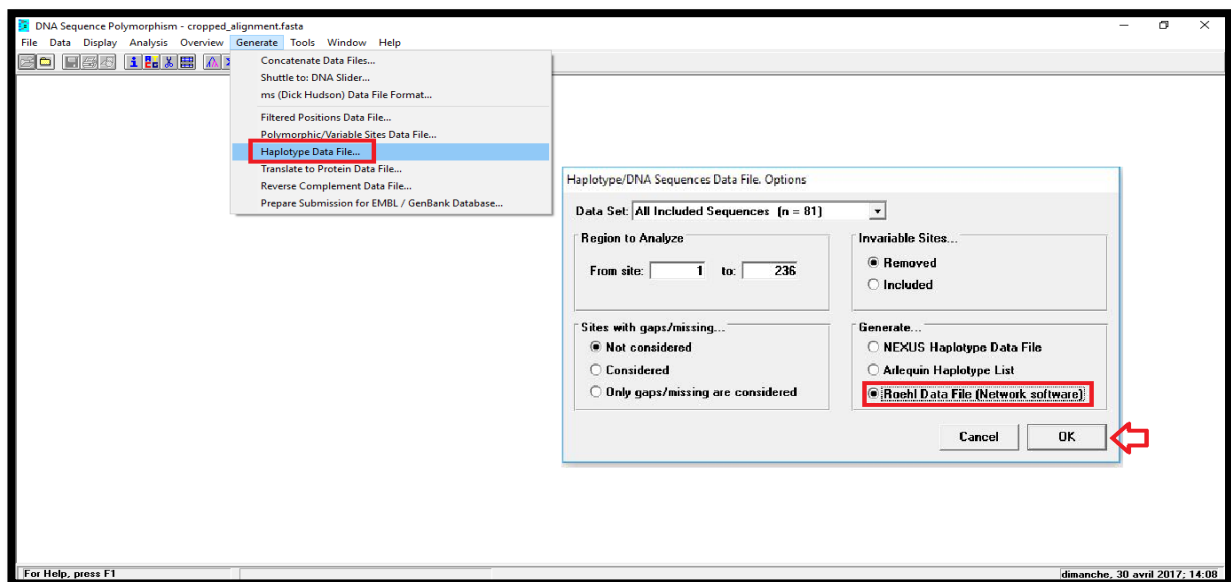 DNA Sequence Polymorphism - cropped_alignment.fasta
File Data Display Analysis Overview Generate Tools Window Help
Concatenate Data Files...
Shuttle to: DNA Slider...
ms (Dick Hudson) Data File Format...
Filtered Positions Data File...
Polymorphic/Variable Sites Data File...
Haplotype Data File...
Translate to Protein Data File...
Reverse Complement Data File...
Prepare Submission for EMBL / GenBank Database...
Haplotype/DNA Sequences Data File. Options
Data Set: All Included Sequences (n = 81)
Region to Analyze
From site: 1 to: 236
Invariable Sites...
Removed
Included
Sites with gaps/missing...
Not considered
Considered
Only gaps/missing are considered
Generate...
NEXUS Haplotype Data File
Arlequin Haplotype List
Roehl Data File (Network software)
Cancel OK
For Help, press F1 dimanche, 30 avril 2017; 14:08